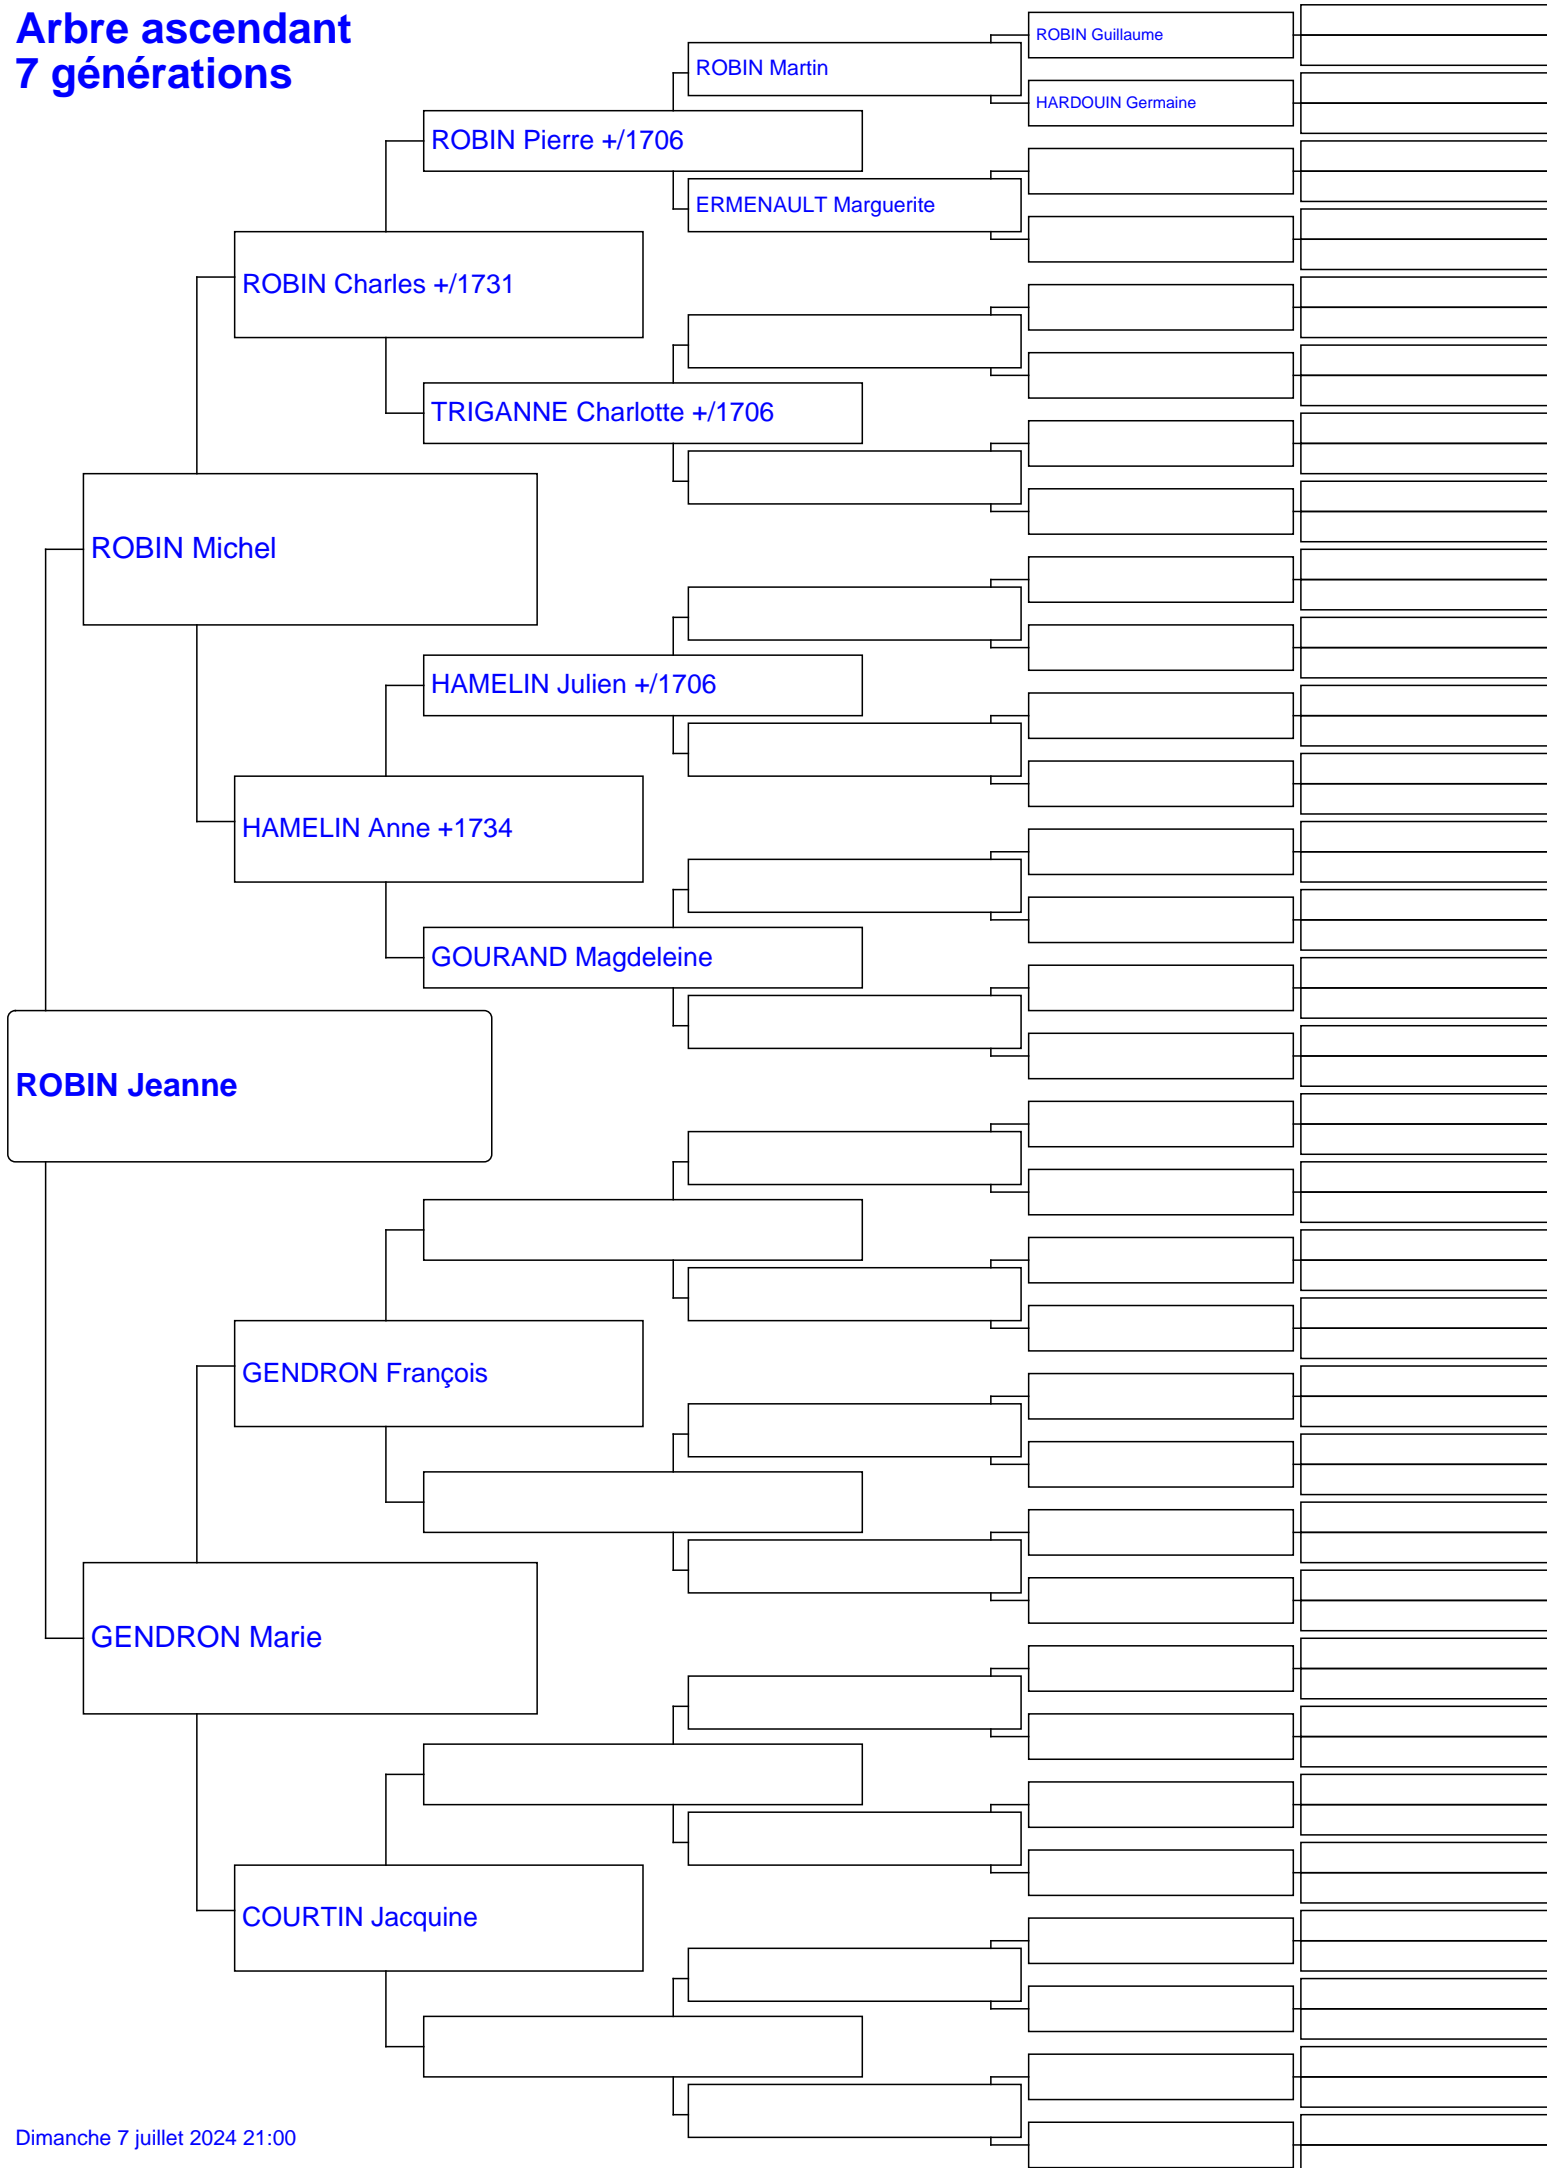 Arbre ascendant
7 générations
ROBIN Guillaume
ROBIN Martin
HARDOUIN Germaine
ROBIN Pierre +/1706
ERMENAULT Marguerite
ROBIN Charles +/1731
TRIGANNE Charlotte +/1706
ROBIN Michel
HAMELIN Julien +/1706
HAMELIN Anne +1734
GOURAND Magdeleine
ROBIN Jeanne
GENDRON François
GENDRON Marie
COURTIN Jacquine
Dimanche 7 juillet 2024 21:00